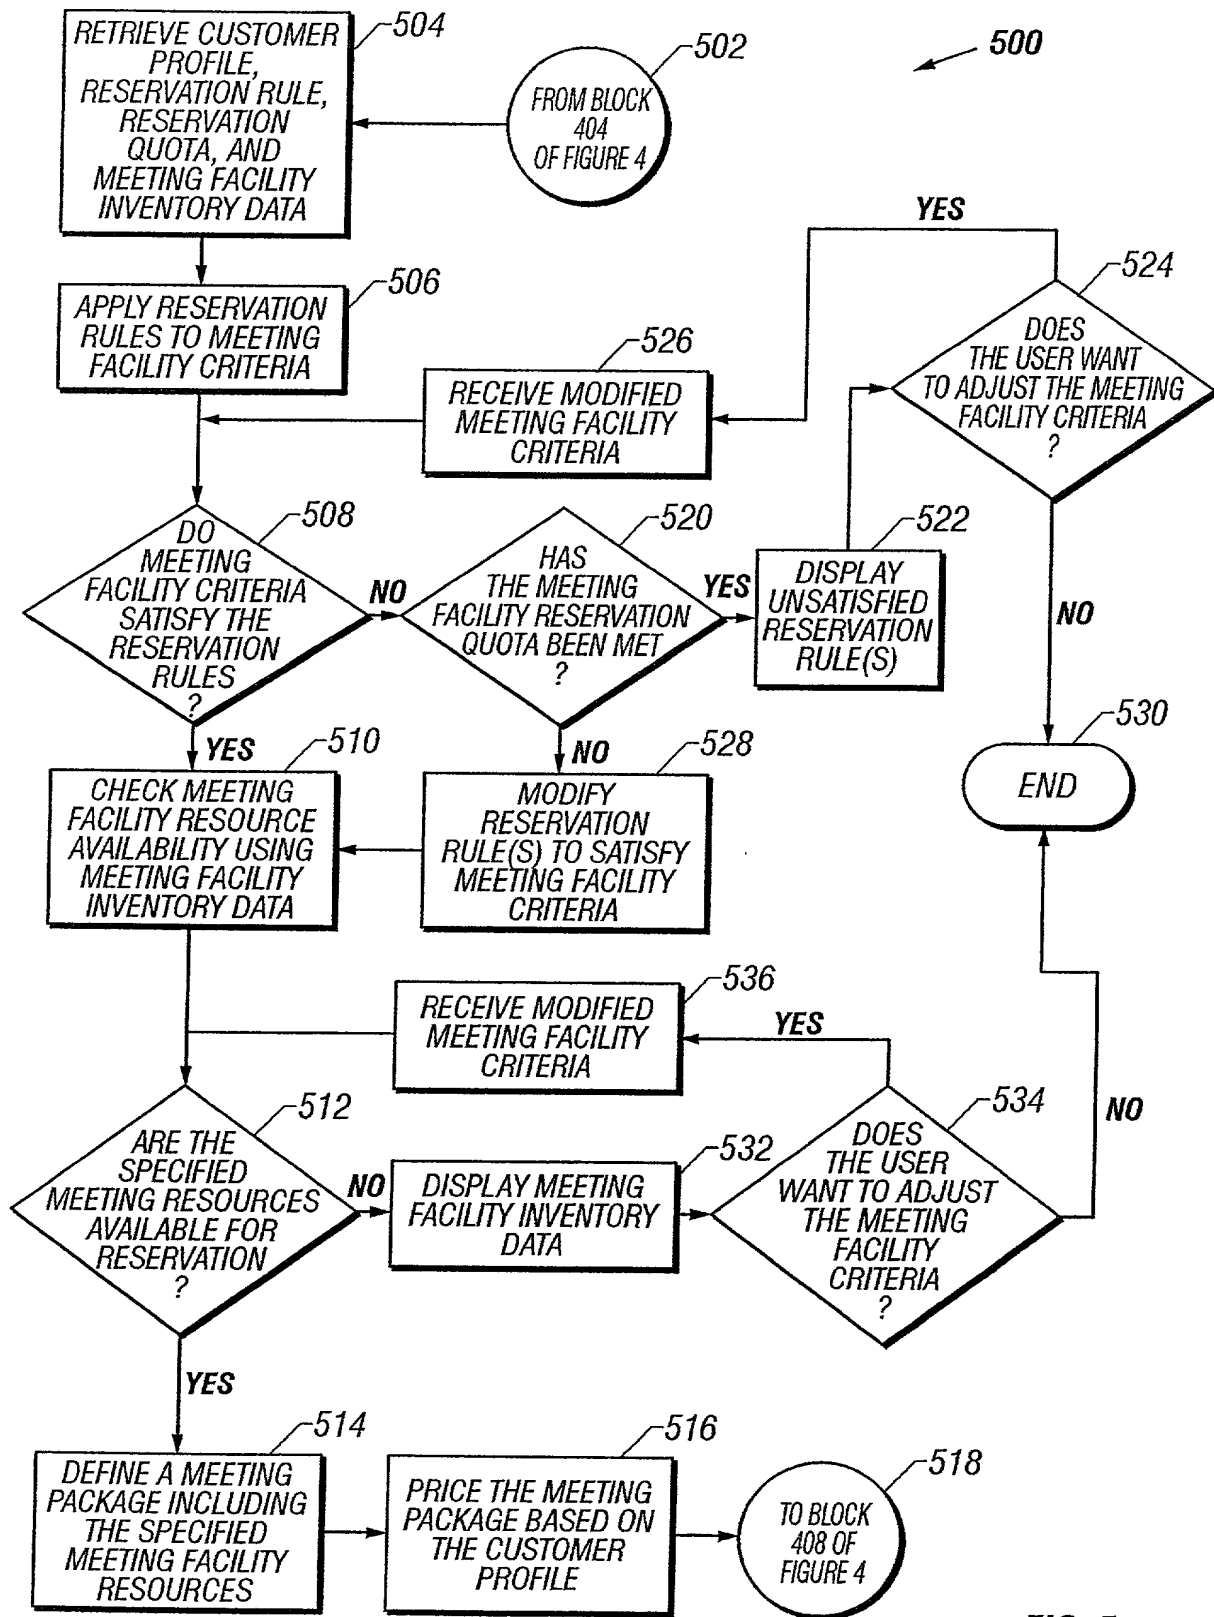 RETRIEVE CUSTOMER
PROFILE,
RESERVATION RULE,
RESERVATION
QUOTA, AND
MEETING FACILITY
INVENTORY DATA
504
FROM BLOCK
404
OF FIGURE 4
502
500
APPLY RESERVATION
RULES TO MEETING
FACILITY CRITERIA
506
RECEIVE MODIFIED
MEETING FACILITY
CRITERIA
526
YES
DOES
THE USER WANT
TO ADJUST THE MEETING
FACILITY CRITERIA
?
524
NO
DO
MEETING
FACILITY CRITERIA
SATISFY THE
RESERVATION
RULES
?
508
NO
YES
HAS
THE MEETING
FACILITY RESERVATION
QUOTA BEEN MET
?
520
YES
NO
DISPLAY
UNSATISFIED
RESERVATION
RULE(S)
522
CHECK MEETING
FACILITY RESOURCE
AVAILABILITY USING
MEETING FACILITY
INVENTORY DATA
510
MODIFY
RESERVATION
RULE(S) TO SATISFY
MEETING FACILITY
CRITERIA
528
END
530
RECEIVE MODIFIED
MEETING FACILITY
CRITERIA
536
YES
ARE THE
SPECIFIED
MEETING RESOURCES
AVAILABLE FOR
RESERVATION
?
512
NO
YES
DISPLAY MEETING
FACILITY INVENTORY
DATA
532
DOES
THE USER
WANT TO ADJUST
THE MEETING
FACILITY
CRITERIA
?
534
NO
DEFINE A MEETING
PACKAGE INCLUDING
THE SPECIFIED
MEETING FACILITY
RESOURCES
514
PRICE THE MEETING
PACKAGE BASED ON
THE CUSTOMER
PROFILE
516
TO BLOCK
408 OF
FIGURE 4
518